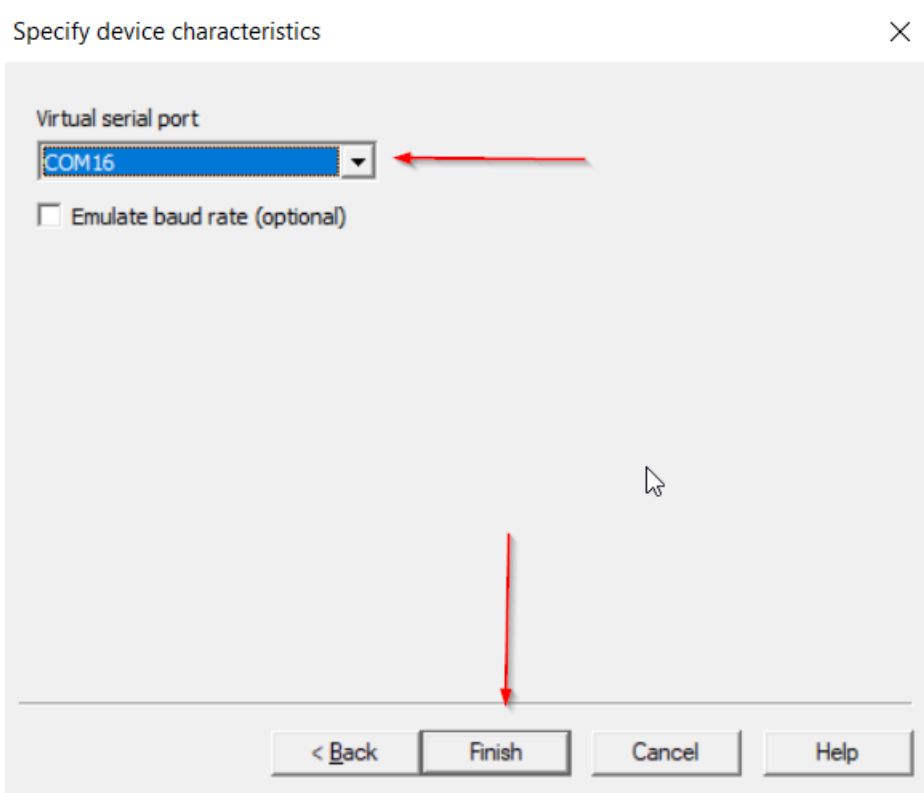 Specify device characteristics
Virtual serial port
COM16
Emulate baud rate (optional)
< Back Finish Cancel Help